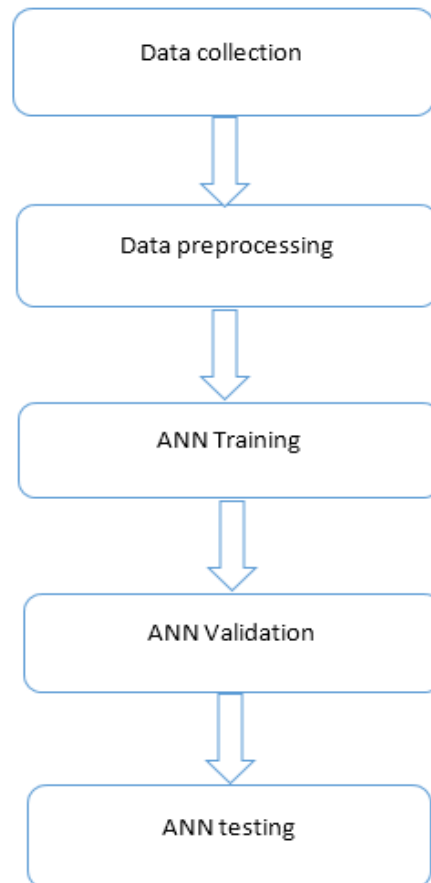 Data collection
Data preprocessing
ANN Training
ANN Validation
ANN testing